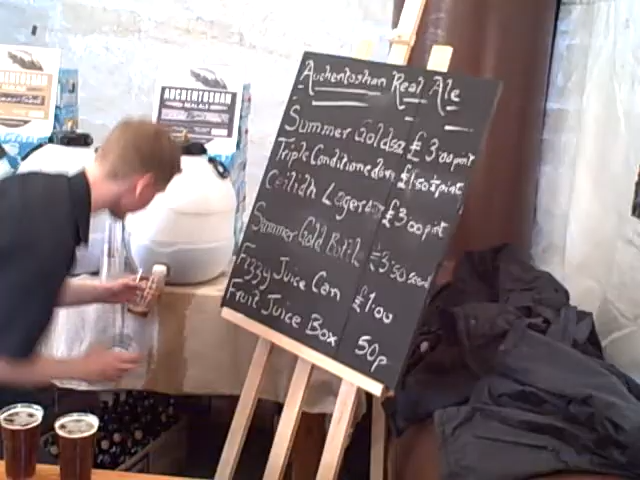 AUCHENTOSHAN
REAL ALE
Auchentoshan Real Ale
Summer Gold £3.00 pint
Triple Conditioned £1.50 ½ pint
Ceilidh Lager £3.00 pint
Summer Gold Bottle £3.50 500ml
Fizzy Juice Can £1.00
Fruit Juice Box 50p